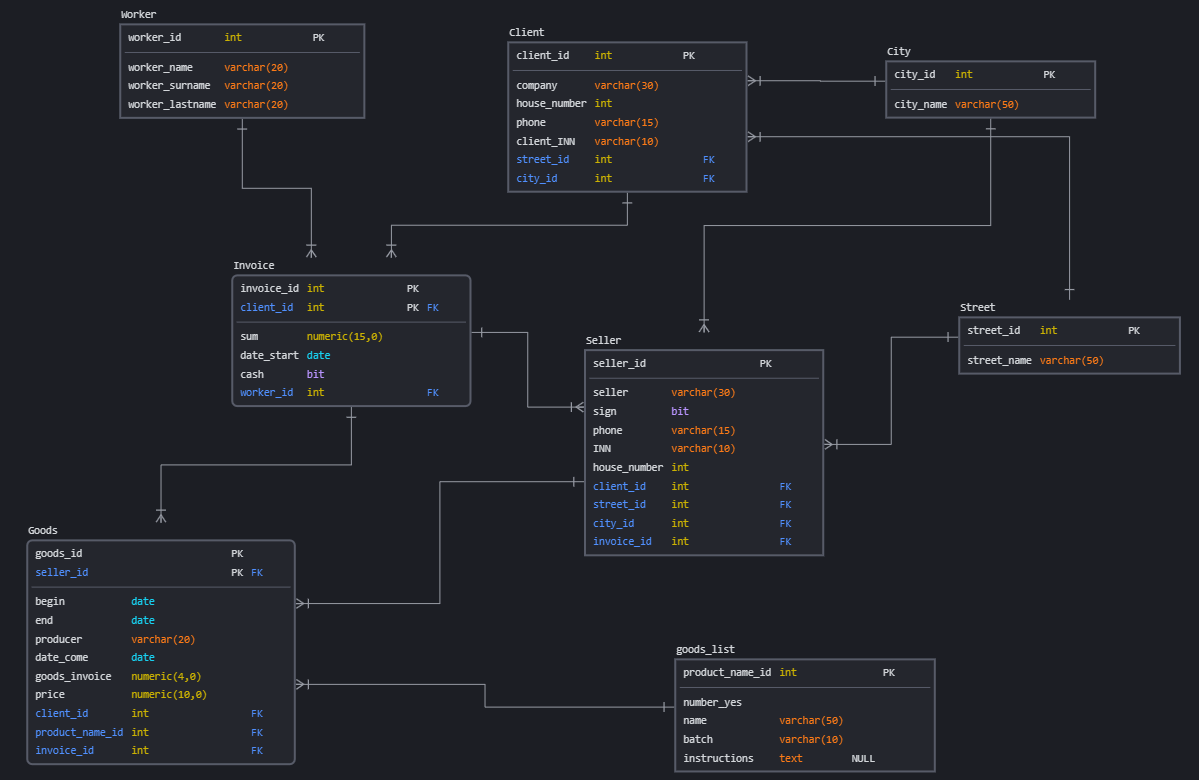 Worker
worker_id int PK
worker_name varchar(20)
worker_surname varchar(20)
worker_lastname varchar(20)
Client
client_id int PK
company varchar(30)
house_number int
phone varchar(15)
client_INN varchar(10)
street_id int FK
city_id int FK
City
city_id int PK
city_name varchar(50)
Invoice
invoice_id int PK
client_id int PK FK
sum numeric(15,0)
date_start date
cash bit
worker_id int FK
Seller
seller_id PK
seller varchar(30)
sign bit
phone varchar(15)
INN varchar(10)
house_number int
client_id int FK
street_id int FK
city_id int FK
invoice_id int FK
Street
street_id int PK
street_name varchar(50)
Goods
goods_id PK
seller_id PK FK
begin date
end date
producer varchar(20)
date_come date
goods_invoice numeric(4,0)
price numeric(10,0)
client_id int FK
product_name_id int FK
invoice_id int FK
goods_list
product_name_id int PK
number_yes
name varchar(50)
batch varchar(10)
instructions text NULL